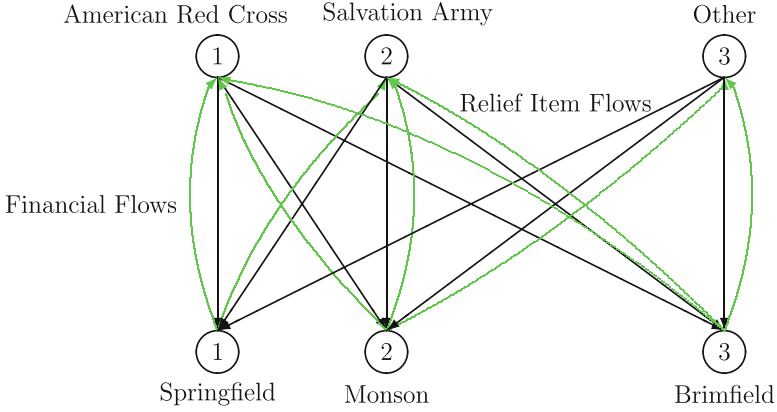 American Red Cross
Salvation Army
Other
1
2
3
Relief Item Flows
Financial Flows
1
2
3
Springfield
Monson
Brimfield